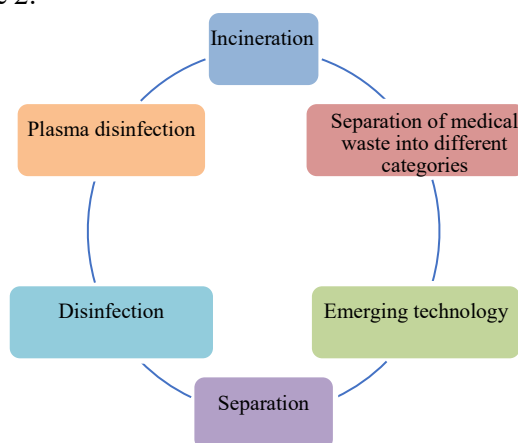 Incineration
Plasma disinfection
Separation of medical
waste into different
categories
Disinfection
Emerging technology
Separation